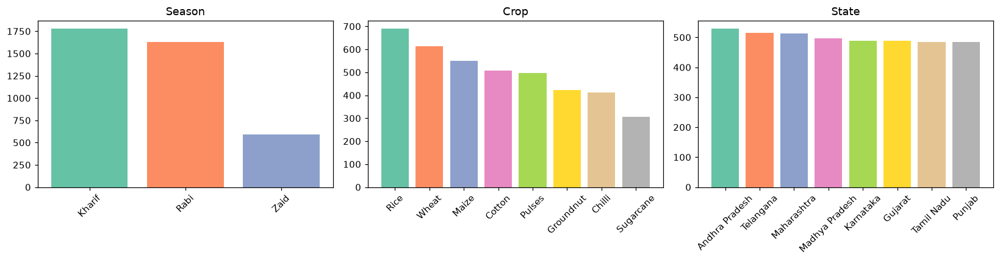 Season
1750
1500
1250
1000
750
500
250
0
Kharif
Rabi
Zaid
Crop
700
600
500
400
300
200
100
0
Rice
Wheat
Maize
Cotton
Pulses
Groundnut
Chilli
Sugarcane
State
500
400
300
200
100
0
Andhra Pradesh
Telangana
Maharashtra
Madhya Pradesh
Karnataka
Gujarat
Tamil Nadu
Punjab